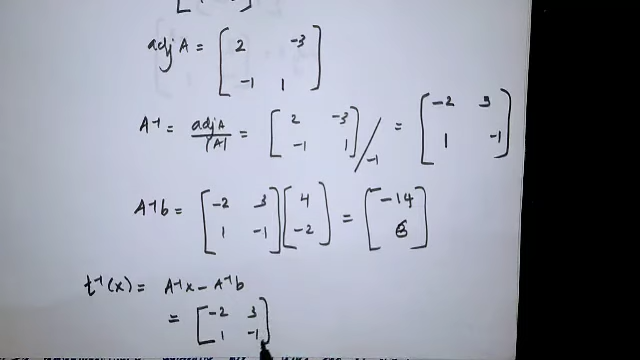 adj A = [2 -3
-1 1]
A⁻¹ = adj A / |A| = [2 -3
-1 1] / -1 = [-2 3
1 -1]
A⁻¹b = [-2 3
1 -1] [4
-2] = [-14
6]
t⁻¹(x) = A⁻¹x - A⁻¹b
= [-2 3
1 -1]